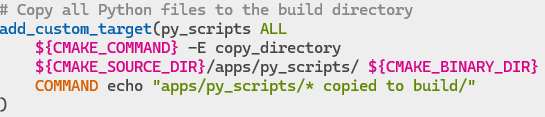 # Copy all Python files to the build directory
add_custom_target(py_scripts ALL
    ${CMAKE_COMMAND} -E copy_directory
    ${CMAKE_SOURCE_DIR}/apps/py_scripts/ ${CMAKE_BINARY_DIR}
    COMMAND echo "apps/py_scripts/* copied to build/"
)